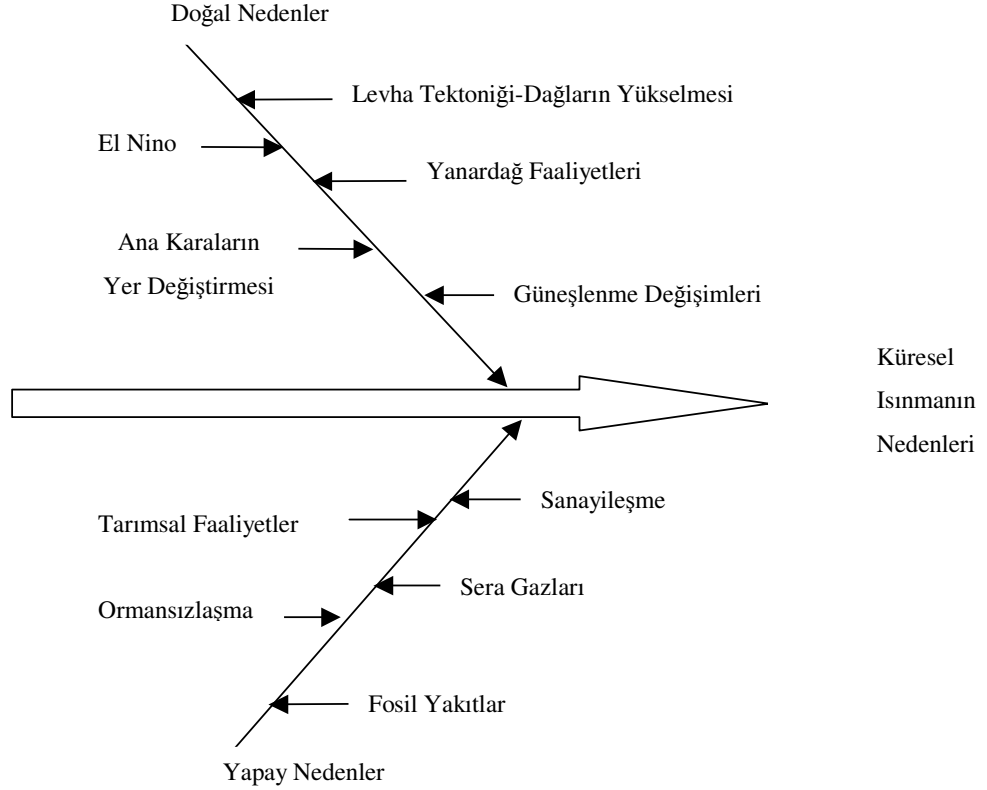 Doğal Nedenler
Levha Tektoniği-Dağların Yükselmesi
El Nino
Yanardağ Faaliyetleri
Ana Karaların
Yer Değiştirmesi
Güneşlenme Değişimleri
Küresel
Isınmanın
Nedenleri
Sanayileşme
Tarımsal Faaliyetler
Sera Gazları
Ormansızlaşma
Fosil Yakıtlar
Yapay Nedenler